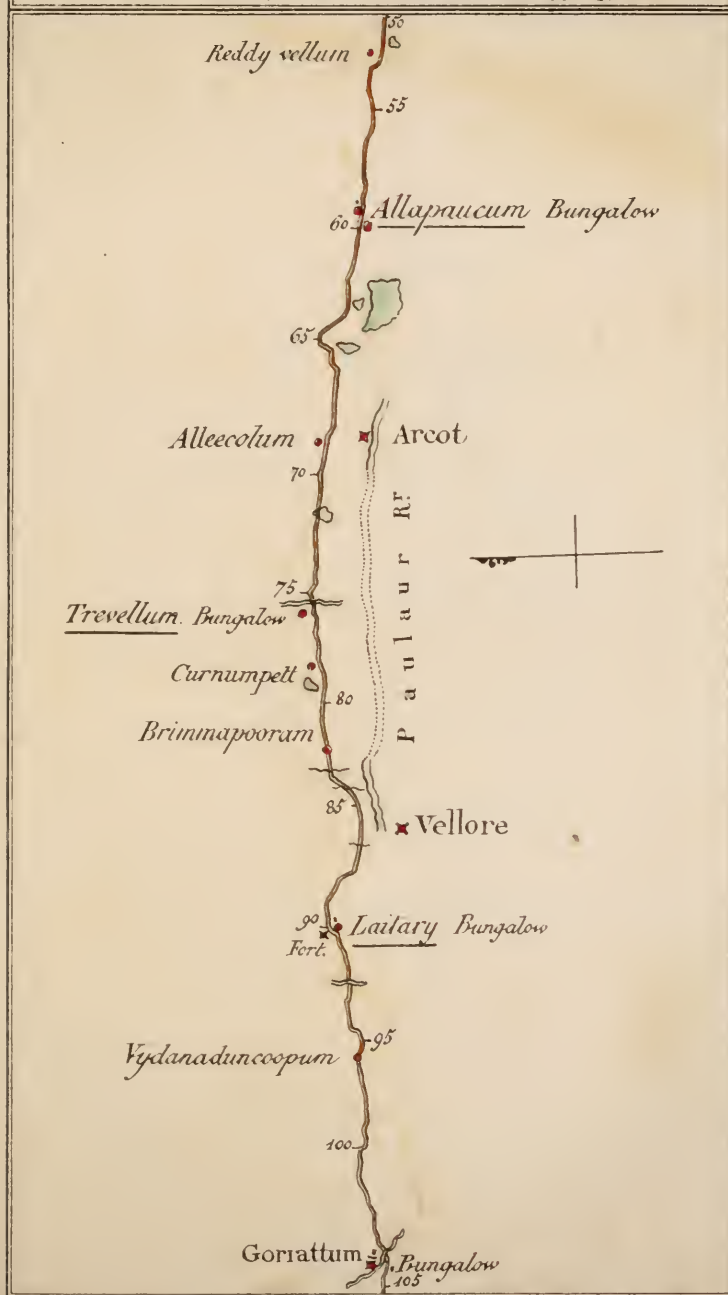 50
Reddy vellum
55
Allapaucum Bungalow
60
65
Alleecolum
Arcot
70
Paulaur Rr.
75
Trevellum. Bungalow
Curnumpett
80
Brimmapooram
85
Vellore
90
Laitary Bungalow
Fort.
95
Vydanaduncoopum
100
Goriattum
Bungalow
105